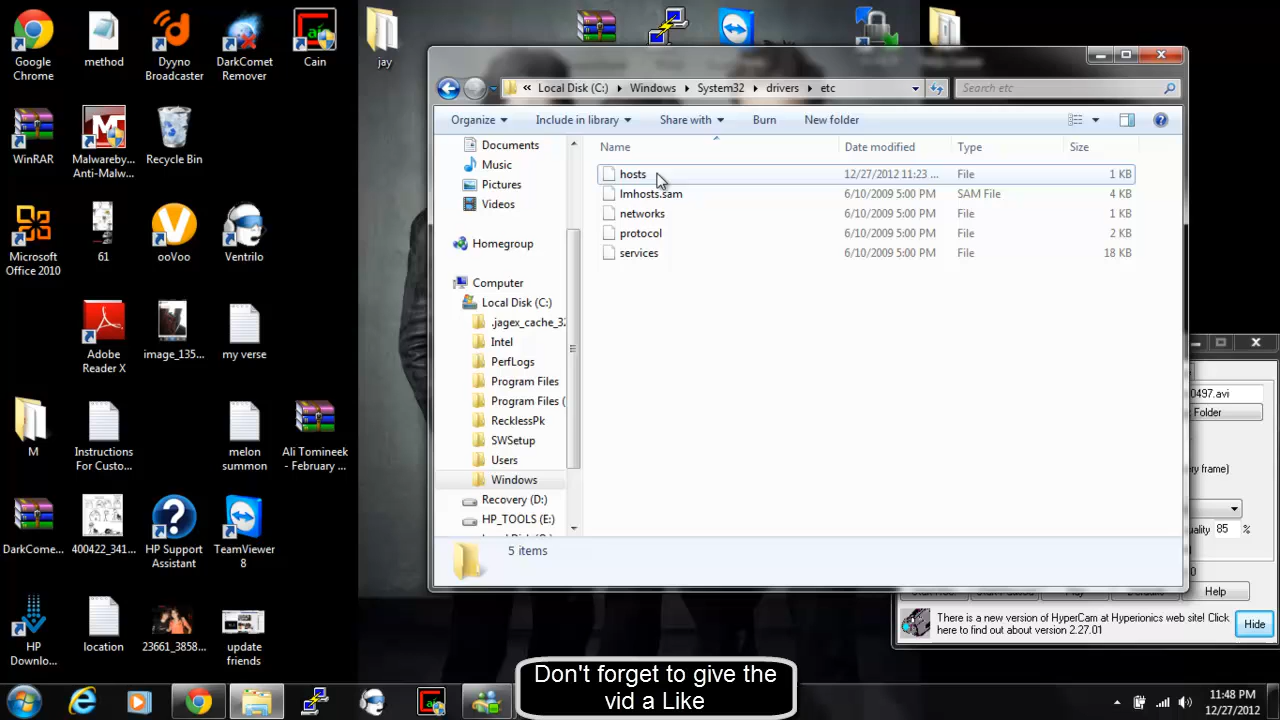 Google
Chrome
method
Dyyno
Broadcaster
DarkComet
Remover
Cain
jay
WinRAR
Malwareby...
Anti-Malw...
Recycle Bin
Microsoft
Office 2010
61
ooVoo
Ventrilo
Adobe
Reader X
image_135...
my verse
M
Instructions
For Custo...
melon
summon
Ali Tomineek
- February ...
DarkCome...
400422_341...
HP Support
Assistant
TeamViewer
8
HP
Downlo...
location
23661_3858...
update
friends
« Local Disk (C:) Windows System32 drivers etc
Search etc
Organize Include in library Share with Burn New folder
Documents
Music
Pictures
Videos
Homegroup
Computer
Local Disk (C:)
.jagex_cache_32
Intel
PerfLogs
Program Files
Program Files (
RecklessPk
SWSetup
Users
Windows
Recovery (D:)
HP_TOOLS (E:)
Name Date modified Type Size
hosts 12/27/2012 11:23 ... File 1 KB
lmhosts.sam 6/10/2009 5:00 PM SAM File 4 KB
networks 6/10/2009 5:00 PM File 1 KB
protocol 6/10/2009 5:00 PM File 2 KB
services 6/10/2009 5:00 PM File 18 KB
5 items
0497.avi
Folder
ry frame)
uality 85 %
0
Help
There is a new version of HyperCam at Hyperionics web site! Click
here to find out about version 2.27.01
Hide
Don't forget to give the
vid a Like
11:48 PM
12/27/2012